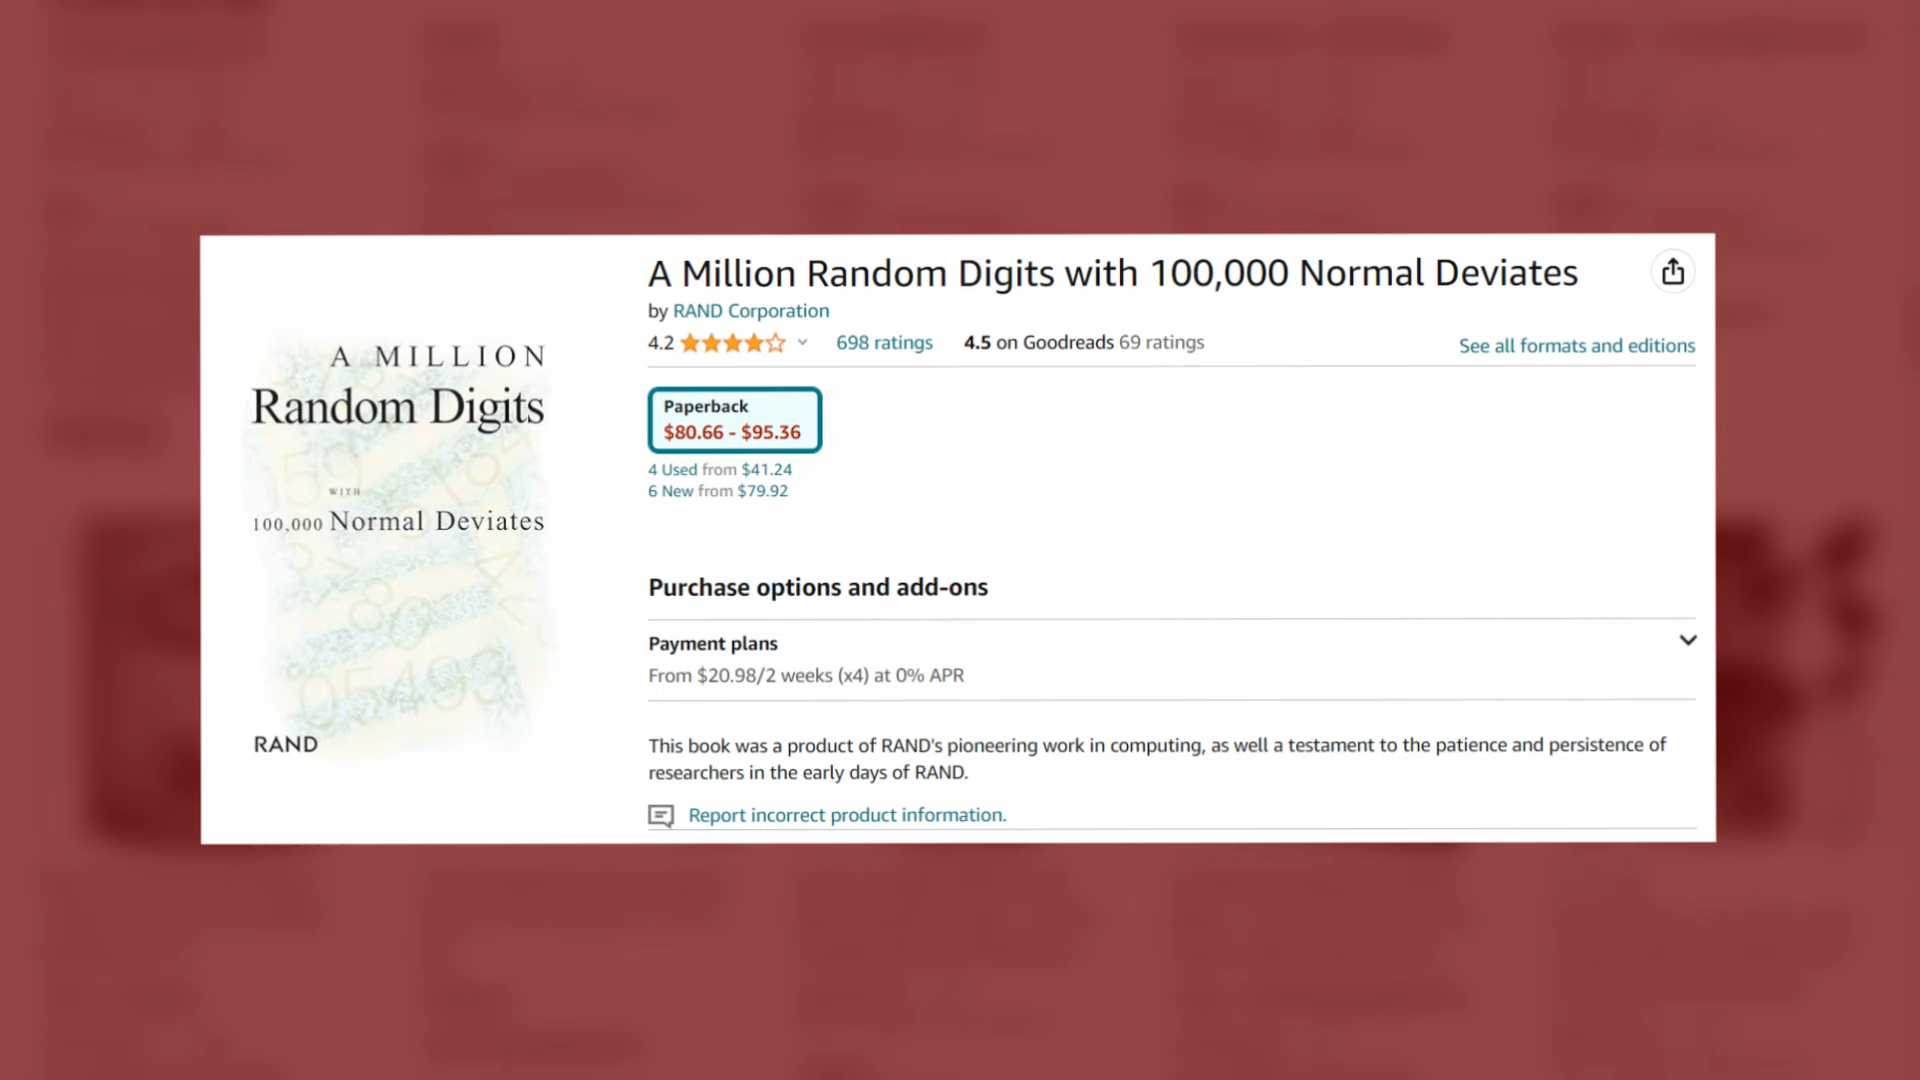 A MILLION
Random Digits
WITH
100,000 Normal Deviates
RAND
A Million Random Digits with 100,000 Normal Deviates
by RAND Corporation
4.2 698 ratings 4.5 on Goodreads 69 ratings
See all formats and editions
Paperback
$80.66 - $95.36
4 Used from $41.24
6 New from $79.92
Purchase options and add-ons
Payment plans
From $20.98/2 weeks (x4) at 0% APR
This book was a product of RAND's pioneering work in computing, as well a testament to the patience and persistence of
researchers in the early days of RAND.
Report incorrect product information.